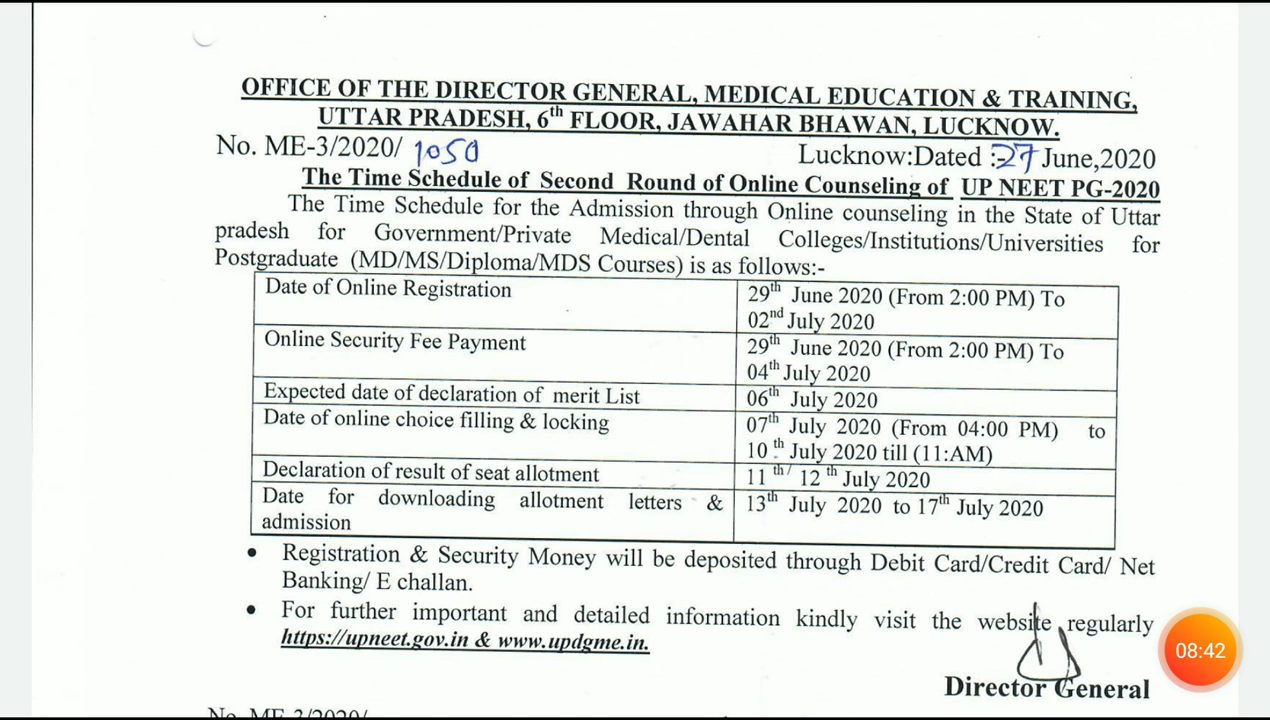 OFFICE OF THE DIRECTOR GENERAL, MEDICAL EDUCATION & TRAINING,
UTTAR PRADESH, 6th FLOOR, JAWAHAR BHAWAN, LUCKNOW.
No. ME-3/2020/ 1050 Lucknow:Dated :-27 June,2020
The Time Schedule of Second Round of Online Counseling of UP NEET PG-2020
The Time Schedule for the Admission through Online counseling in the State of Uttar
pradesh for Government/Private Medical/Dental Colleges/Institutions/Universities for
Postgraduate (MD/MS/Diploma/MDS Courses) is as follows:-
Date of Online Registration 29th June 2020 (From 2:00 PM) To
02nd July 2020
Online Security Fee Payment 29th June 2020 (From 2:00 PM) To
04th July 2020
Expected date of declaration of merit List 06th July 2020
Date of online choice filling & locking 07th July 2020 (From 04:00 PM) to
10 th July 2020 till (11:AM)
Declaration of result of seat allotment 11 th/ 12 th July 2020
Date for downloading allotment letters & 13th July 2020 to 17th July 2020
admission
• Registration & Security Money will be deposited through Debit Card/Credit Card/ Net
Banking/ E challan.
• For further important and detailed information kindly visit the website regularly
https://upneet.gov.in & www.updgme.in.
08:42
Director General
No. ME-3/2020/